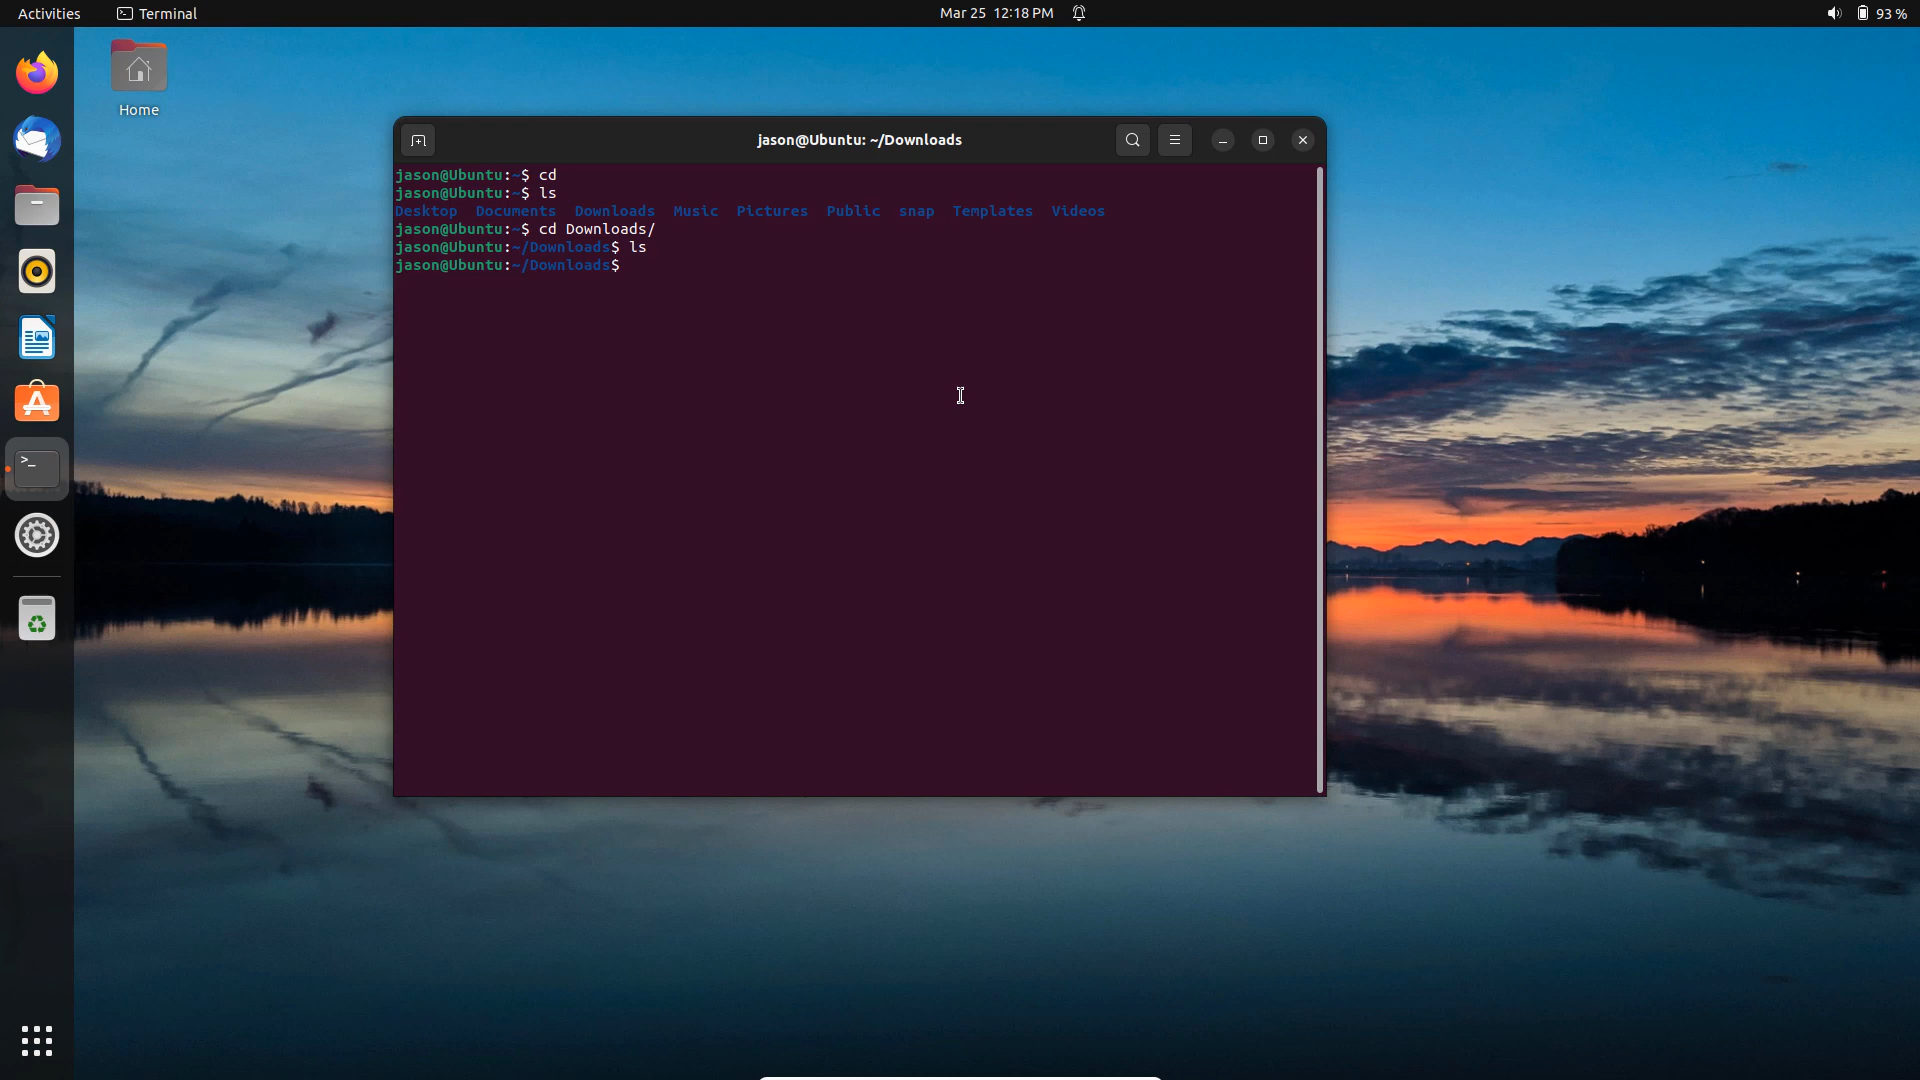 Activities
Terminal
Mar 25 12:18 PM
93 %
Home
jason@Ubuntu: ~/Downloads
jason@Ubuntu:~$ cd
jason@Ubuntu:~$ ls
Desktop Documents Downloads Music Pictures Public snap Templates Videos
jason@Ubuntu:~$ cd Downloads/
jason@Ubuntu:~/Downloads$ ls
jason@Ubuntu:~/Downloads$
>_